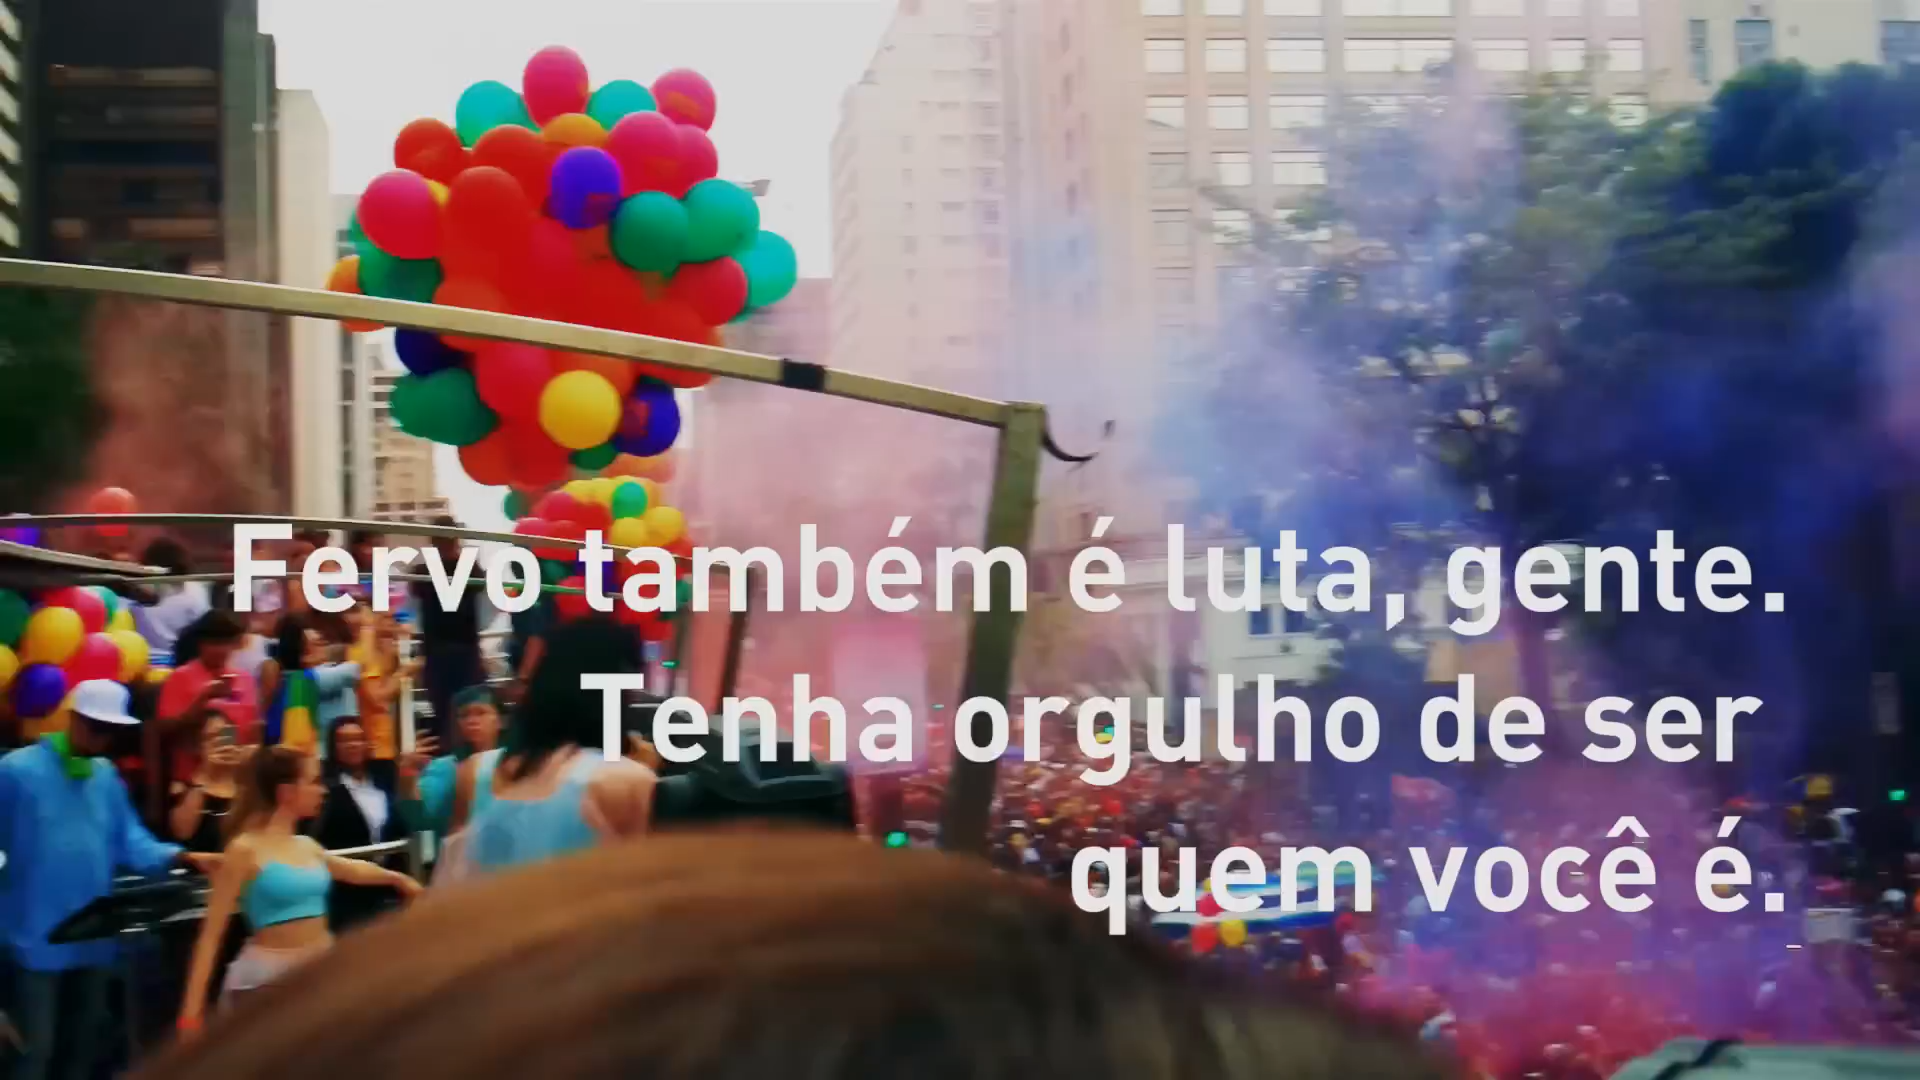 Fervo também é luta, gente.
Tenha orgulho de ser
quem você é.